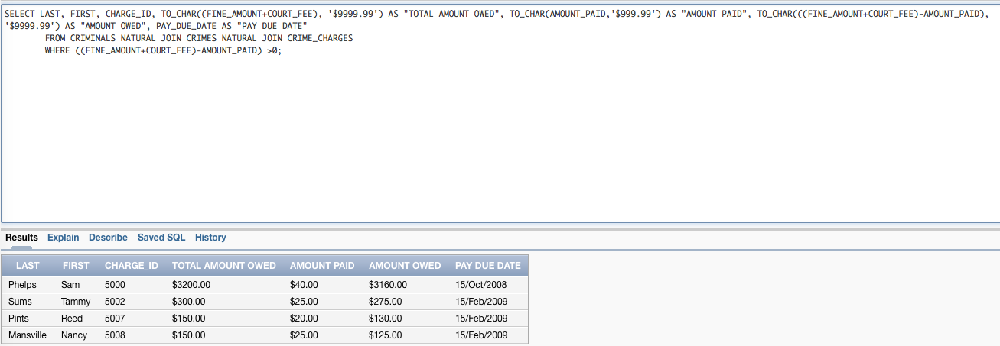 SELECT LAST, FIRST, CHARGE_ID, TO_CHAR((FINE_AMOUNT+COURT_FEE), '$9999.99') AS "TOTAL AMOUNT OWED", TO_CHAR(AMOUNT_PAID,'$999.99') AS "AMOUNT PAID", TO_CHAR(((FINE_AMOUNT+COURT_FEE)-AMOUNT_PAID),
'$9999.99') AS "AMOUNT OWED", PAY_DUE_DATE AS "PAY DUE DATE"
FROM CRIMINALS NATURAL JOIN CRIMES NATURAL JOIN CRIME_CHARGES
WHERE ((FINE_AMOUNT+COURT_FEE)-AMOUNT_PAID) >0;
Results Explain Describe Saved SQL History
LAST FIRST CHARGE_ID TOTAL AMOUNT OWED AMOUNT PAID AMOUNT OWED PAY DUE DATE
Phelps Sam 5000 $3200.00 $40.00 $3160.00 15/Oct/2008
Sums Tammy 5002 $300.00 $25.00 $275.00 15/Feb/2009
Pints Reed 5007 $150.00 $20.00 $130.00 15/Feb/2009
Mansville Nancy 5008 $150.00 $25.00 $125.00 15/Feb/2009